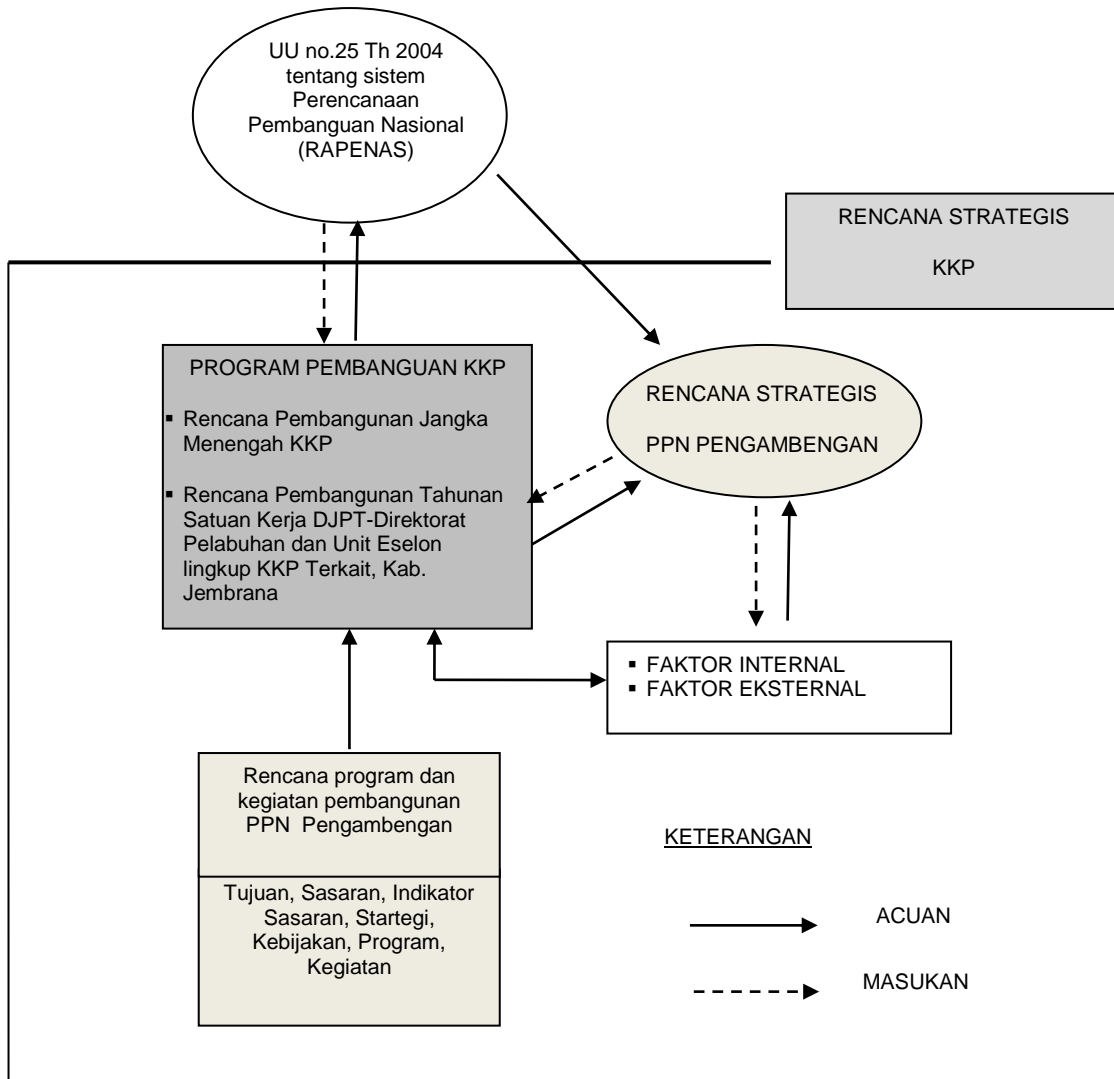 UU no.25 Th 2004
tentang sistem
Perencanaan
Pembanguan Nasional
(RAPENAS)
RENCANA STRATEGIS
KKP
PROGRAM PEMBANGUAN KKP
▪ Rencana Pembangunan Jangka
Menengah KKP
▪ Rencana Pembangunan Tahunan
Satuan Kerja DJPT-Direktorat
Pelabuhan dan Unit Eselon
lingkup KKP Terkait, Kab.
Jembrana
RENCANA STRATEGIS
PPN PENGAMBENGAN
▪ FAKTOR INTERNAL
▪ FAKTOR EKSTERNAL
Rencana program dan
kegiatan pembangunan
PPN Pengambengan
Tujuan, Sasaran, Indikator
Sasaran, Startegi,
Kebijakan, Program,
Kegiatan
KETERANGAN
ACUAN
MASUKAN